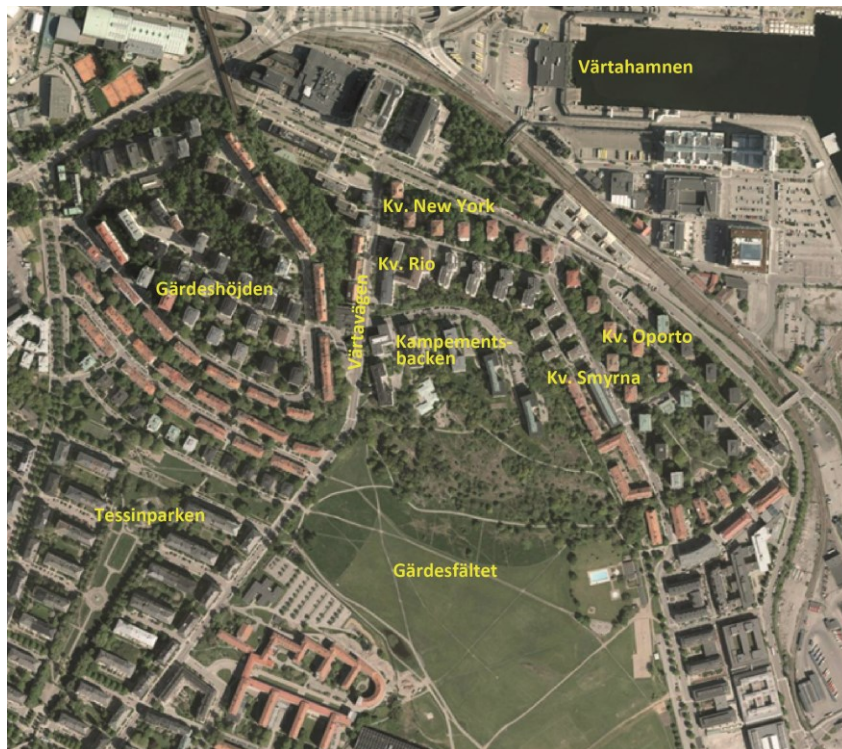 Värtahamnen
Kv. New York
Kv. Rio
Gärdeshöjden
Värtavägen
Kampements-
backen
Kv. Oporto
Kv. Smyrna
Tessinparken
Gärdesfältet